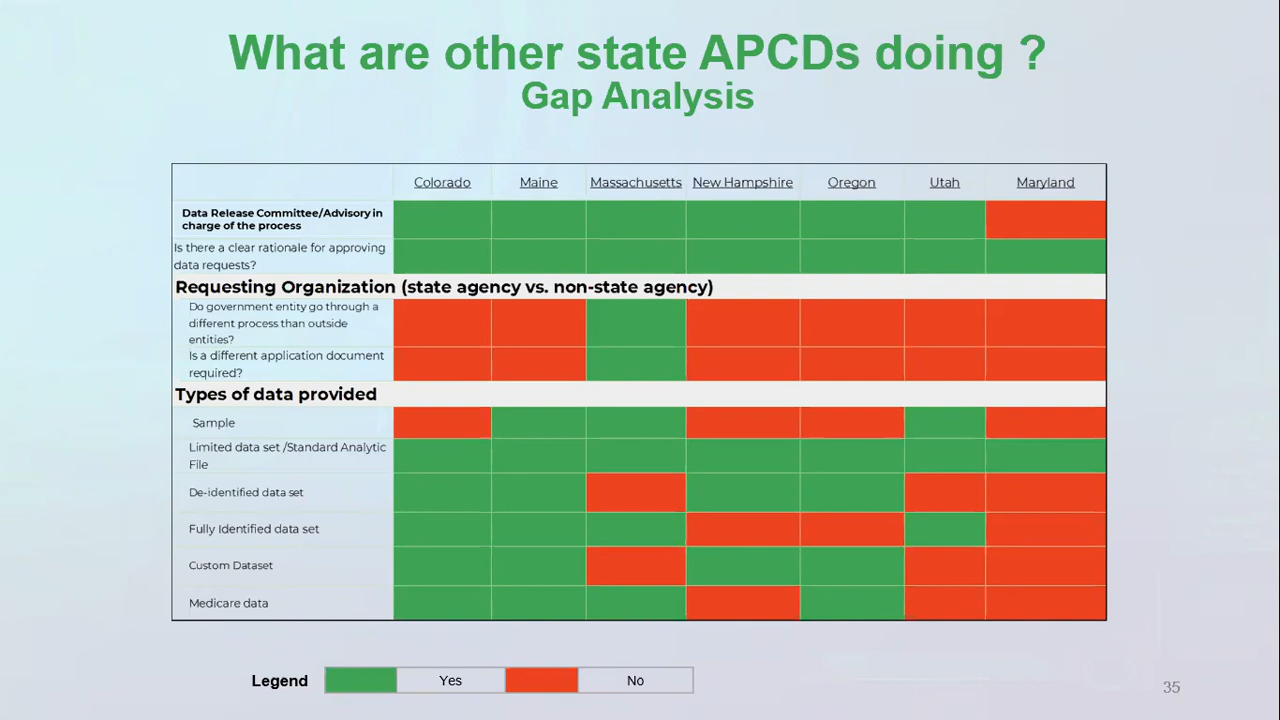 What are other state APCDs doing ?
Gap Analysis
Colorado Maine Massachusetts New Hampshire Oregon Utah Maryland
Data Release Committee/Advisory in
charge of the process
Is there a clear rationale for approving
data requests?
Requesting Organization (state agency vs. non-state agency)
Do government entity go through a
different process than outside
entities?
Is a different application document
required?
Types of data provided
Sample
Limited data set /Standard Analytic
File
De-identified data set
Fully Identified data set
Custom Dataset
Medicare data
Legend Yes No
35